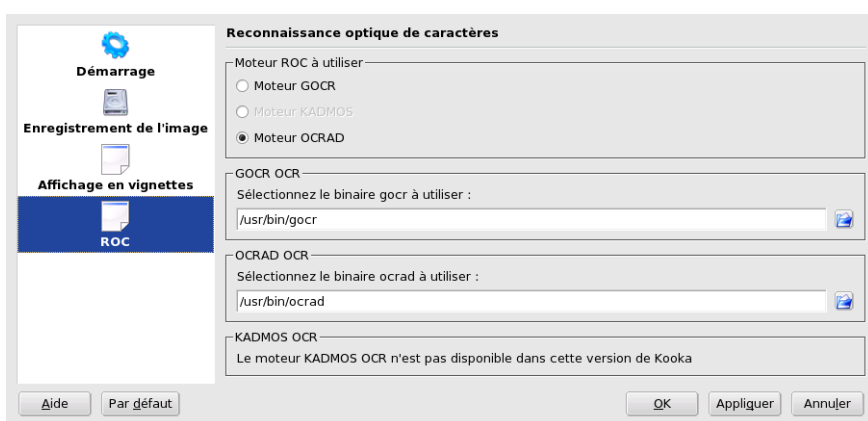 Démarrage
Enregistrement de l'image
Affichage en vignettes
ROC
Reconnaissance optique de caractères
Moteur ROC à utiliser
Moteur GOCR
Moteur KADMOS
Moteur OCRAD
GOCR OCR
Sélectionnez le binaire gocr à utiliser :
/usr/bin/gocr
OCRAD OCR
Sélectionnez le binaire ocrad à utiliser :
/usr/bin/ocrad
KADMOS OCR
Le moteur KADMOS OCR n'est pas disponible dans cette version de Kooka
Aide
Par défaut
OK
Appliquer
Annuler